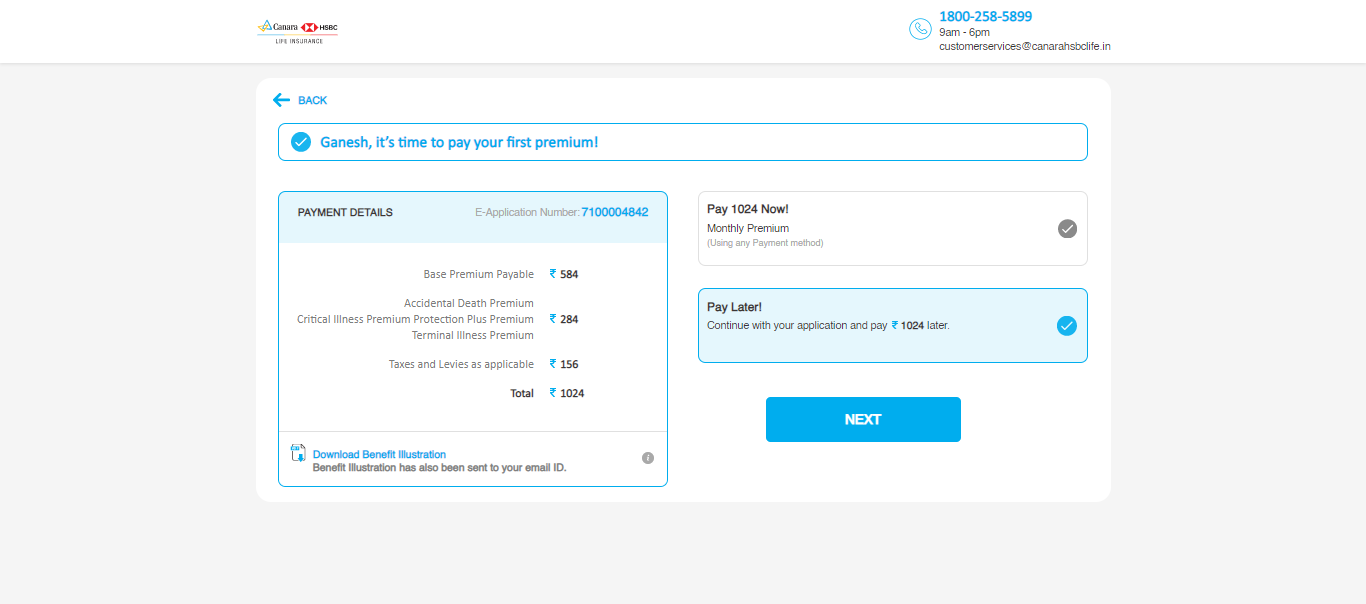 Canara HSBC
LIFE INSURANCE
1800-258-5899
9am - 6pm
customerservices@canarahsbclife.in
BACK
Ganesh, it's time to pay your first premium!
PAYMENT DETAILS
E-Application Number: 7100004842
Base Premium Payable ₹ 584
Accidental Death Premium
Critical Illness Premium Protection Plus Premium ₹ 284
Terminal Illness Premium
Taxes and Levies as applicable ₹ 156
Total ₹ 1024
Download Benefit Illustration
Benefit Illustration has also been sent to your email ID.
Pay 1024 Now!
Monthly Premium
(Using any Payment method)
Pay Later!
Continue with your application and pay ₹ 1024 later.
NEXT